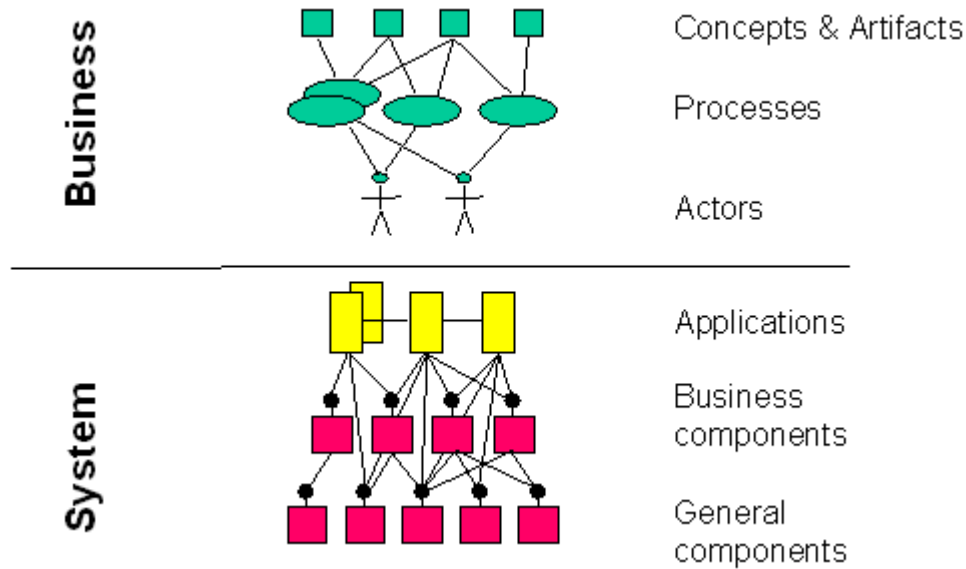 Business
Concepts & Artifacts
Processes
Actors
System
Applications
Business
components
General
components